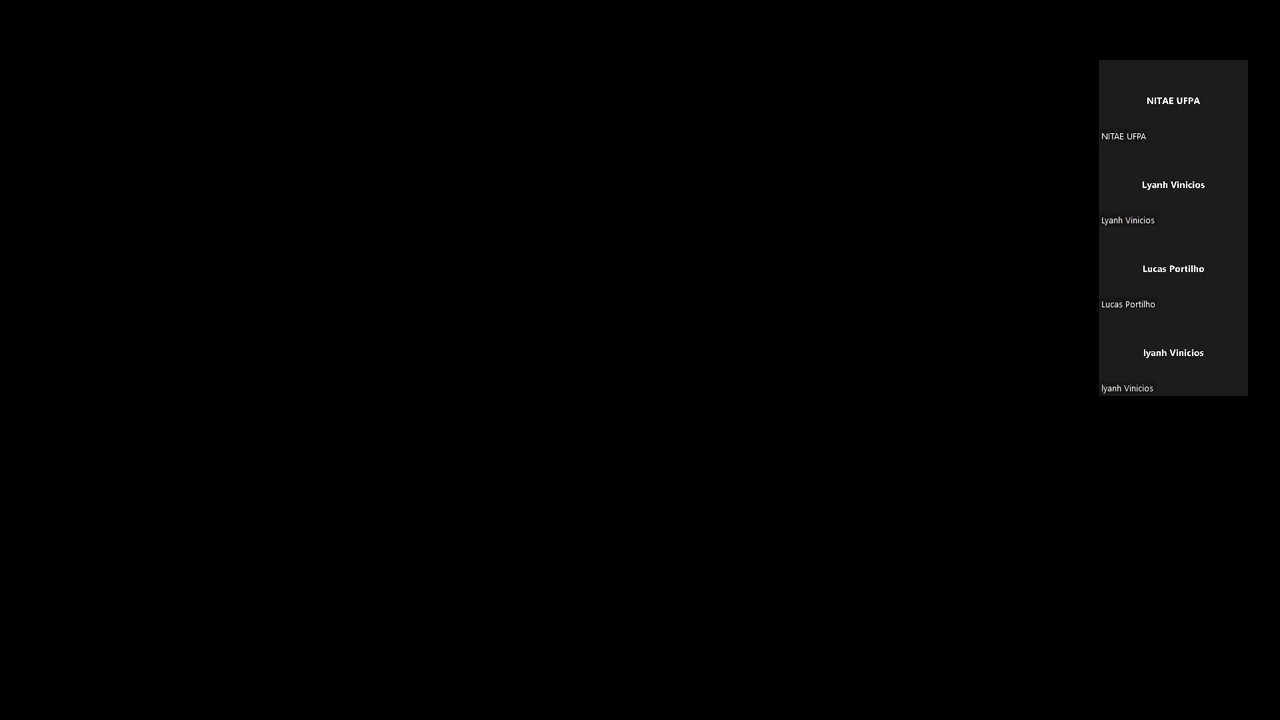 NITAE UFPA
NITAE UFPA
Lyanh Vinicios
Lyanh Vinicios
Lucas Portilho
Lucas Portilho
lyanh Vinicios
lyanh Vinicios